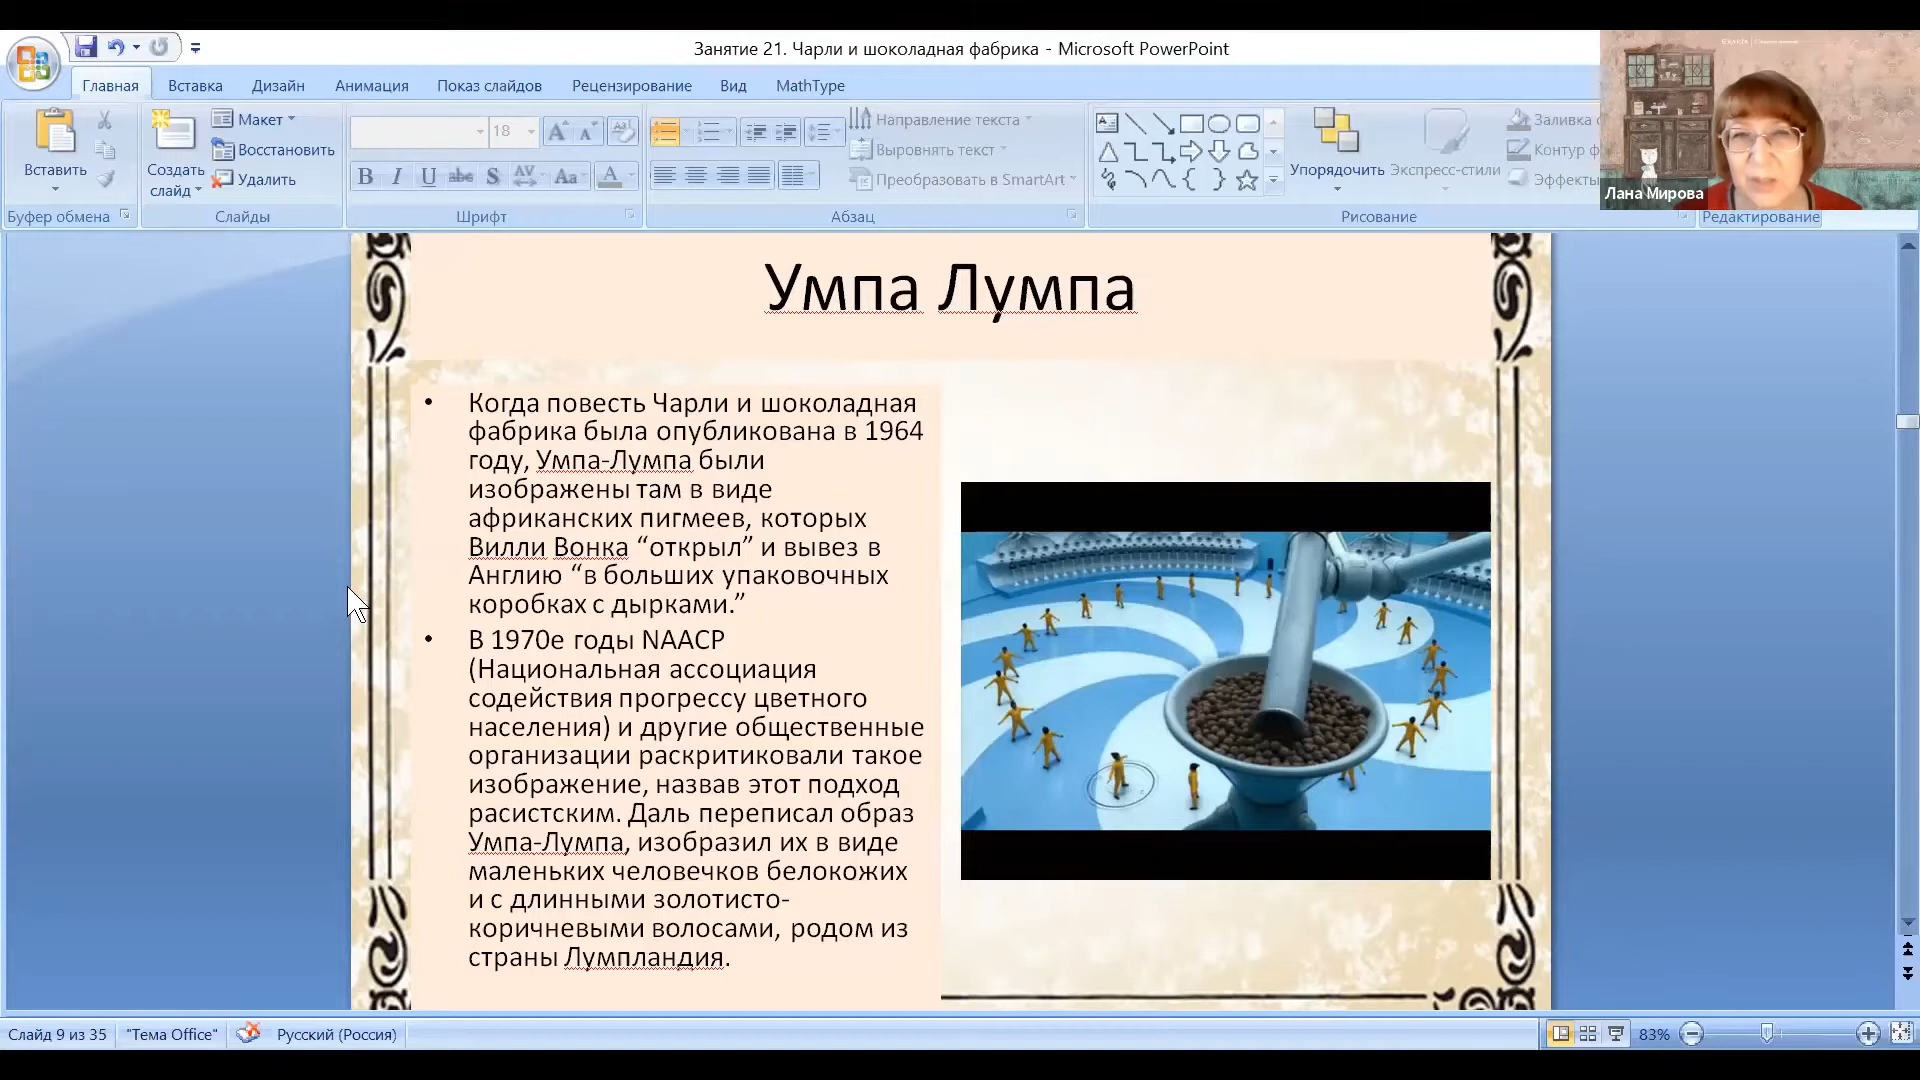 Занятие 21. Чарли и шоколадная фабрика - Microsoft PowerPoint
Главная Вставка Дизайн Анимация Показ слайдов Рецензирование Вид MathType
Вставить
Буфер обмена
Создать слайд
Макет
Восстановить
Удалить
Слайды
18
Шрифт
Направление текста
Выровнять текст
Преобразовать в SmartArt
Абзац
Упорядочить
Экспресс-стили
Заливка
Контур ф
Эффекты
Рисование
Редактирование
Лана Мирова
Умпа Лумпа
• Когда повесть Чарли и шоколадная
фабрика была опубликована в 1964
году, Умпа-Лумпа были
изображены там в виде
африканских пигмеев, которых
Вилли Вонка “открыл” и вывез в
Англию “в больших упаковочных
коробках с дырками.”
• В 1970е годы NAACP
(Национальная ассоциация
содействия прогрессу цветного
населения) и другие общественные
организации раскритиковали такое
изображение, назвав этот подход
расистским. Даль переписал образ
Умпа-Лумпа, изобразил их в виде
маленьких человечков белокожих
и с длинными золотисто-
коричневыми волосами, родом из
страны Лумпландия.
Слайд 9 из 35 "Тема Office" Русский (Россия) 83%